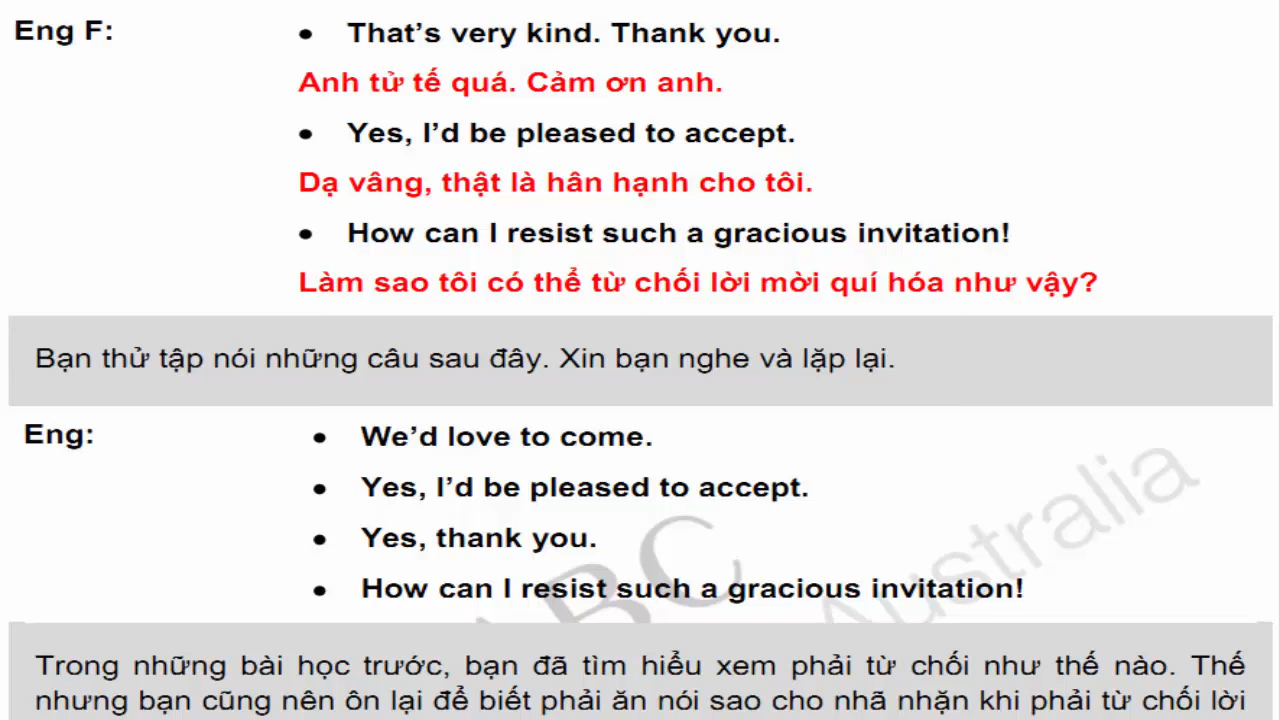 Eng F:
• That's very kind. Thank you.
Anh tử tế quá. Cảm ơn anh.
• Yes, I'd be pleased to accept.
Dạ vâng, thật là hân hạnh cho tôi.
• How can I resist such a gracious invitation!
Làm sao tôi có thể từ chối lời mời quí hóa như vậy?
Bạn thử tập nói những câu sau đây. Xin bạn nghe và lặp lại.
Eng:
• We'd love to come.
• Yes, I'd be pleased to accept.
• Yes, thank you.
• How can I resist such a gracious invitation!
ABC Australia
Trong những bài học trước, bạn đã tìm hiểu xem phải từ chối như thế nào. Thế
nhưng bạn cũng nên ôn lại để biết phải ăn nói sao cho nhã nhặn khi phải từ chối lời